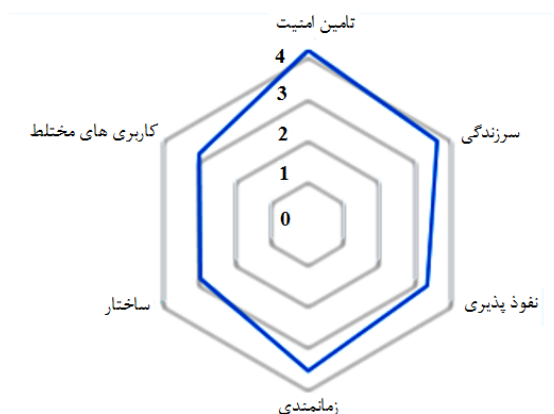 تامین امنیت
4
3
کاربری های مختلط
سرزندگی
2
1
0
ساختار
نفوذ پذیری
زمانمندی